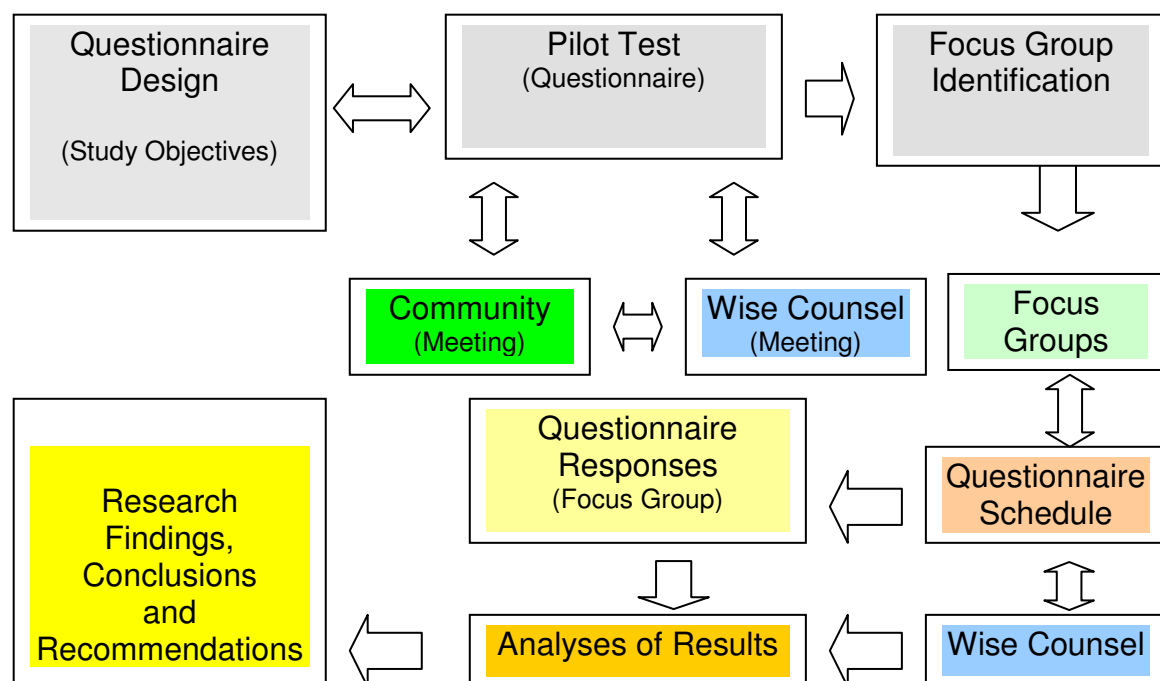 Questionnaire
Design
(Study Objectives)
Pilot Test
(Questionnaire)
Focus Group
Identification
Community
(Meeting)
Wise Counsel
(Meeting)
Focus
Groups
Research
Findings,
Conclusions
and
Recommendations
Questionnaire
Responses
(Focus Group)
Questionnaire
Schedule
Analyses of Results
Wise Counsel